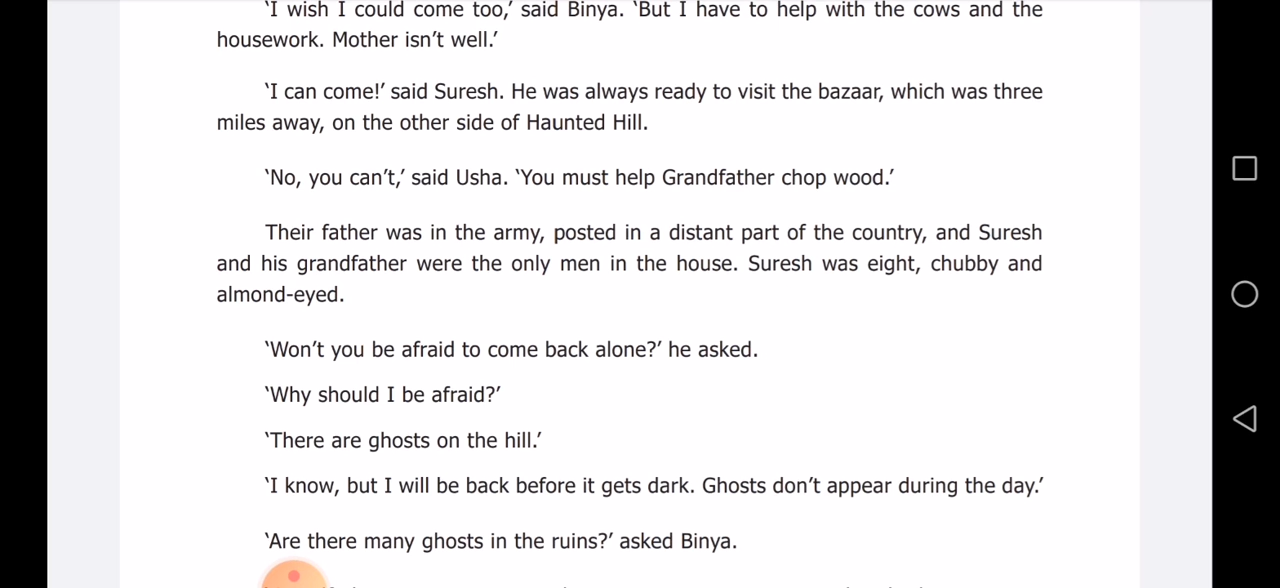 ‘I wish I could come too,’ said Binya. ‘But I have to help with the cows and the
housework. Mother isn’t well.’
‘I can come!’ said Suresh. He was always ready to visit the bazaar, which was three
miles away, on the other side of Haunted Hill.
‘No, you can’t,’ said Usha. ‘You must help Grandfather chop wood.’
Their father was in the army, posted in a distant part of the country, and Suresh
and his grandfather were the only men in the house. Suresh was eight, chubby and
almond-eyed.
‘Won’t you be afraid to come back alone?’ he asked.
‘Why should I be afraid?’
‘There are ghosts on the hill.’
‘I know, but I will be back before it gets dark. Ghosts don’t appear during the day.’
‘Are there many ghosts in the ruins?’ asked Binya.